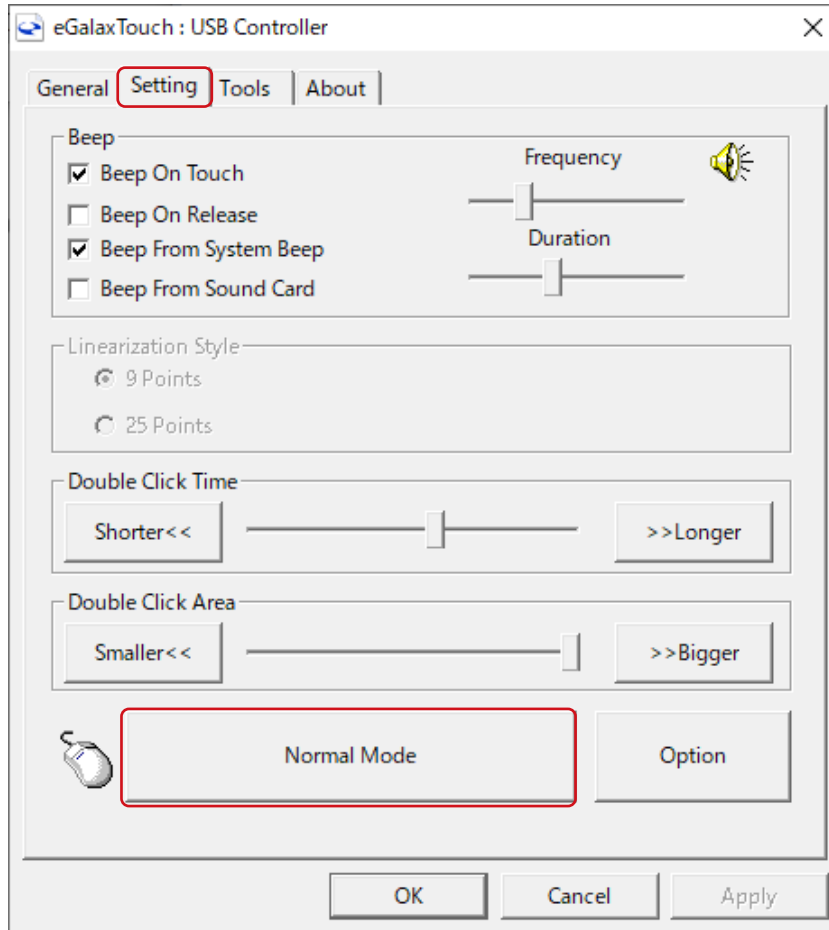 eGalaxTouch : USB Controller
General Setting Tools About
Beep
Beep On Touch
Frequency
Beep On Release
Beep From System Beep
Duration
Beep From Sound Card
Linearization Style
9 Points
25 Points
Double Click Time
Shorter<< >>Longer
Double Click Area
Smaller<< >>Bigger
Normal Mode Option
OK Cancel Apply